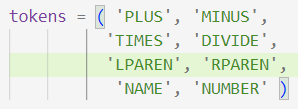 tokens = ( 'PLUS', 'MINUS',
'TIMES', 'DIVIDE',
'LPAREN', 'RPAREN',
'NAME', 'NUMBER' )